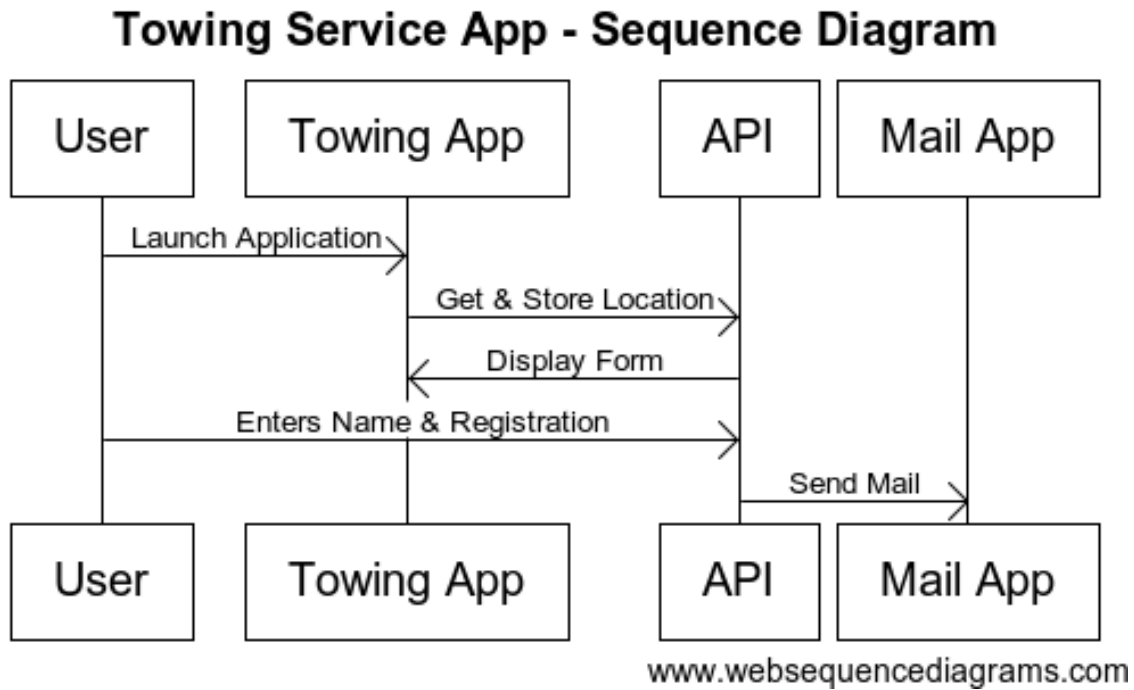 Towing Service App - Sequence Diagram
User
Towing App
API
Mail App
Launch Application
Get & Store Location
Display Form
Enters Name & Registration
Send Mail
User
Towing App
API
Mail App
www.websequencediagrams.com